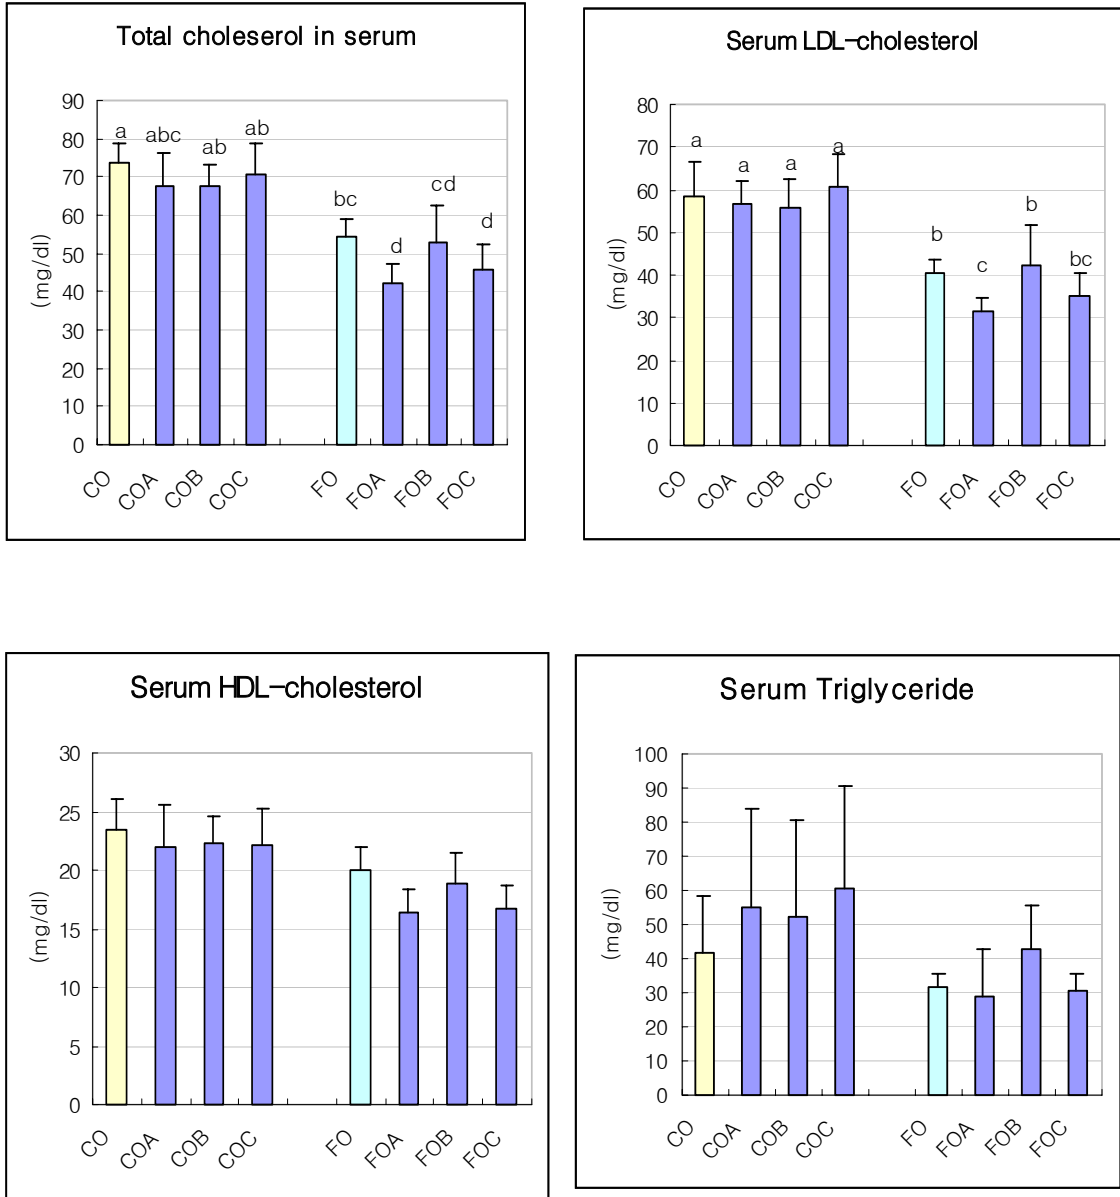 Total choleserol in serum
90
80
70
60
50
40
30
20
10
0
(mg/dl)
a
abc
ab
ab
bc
d
cd
d
CO
COA
COB
COC
FO
FOA
FOB
FOC
Serum LDL-cholesterol
80
70
60
50
40
30
20
10
0
(mg/dl)
a
a
a
a
b
c
b
bc
CO
COA
COB
COC
FO
FOA
FOB
FOC
Serum HDL-cholesterol
30
25
20
15
10
5
0
(mg/dl)
CO
COA
COB
COC
FO
FOA
FOB
FOC
Serum Triglyceride
100
90
80
70
60
50
40
30
20
10
0
(mg/dl)
CO
COA
COB
COC
FO
FOA
FOB
FOC